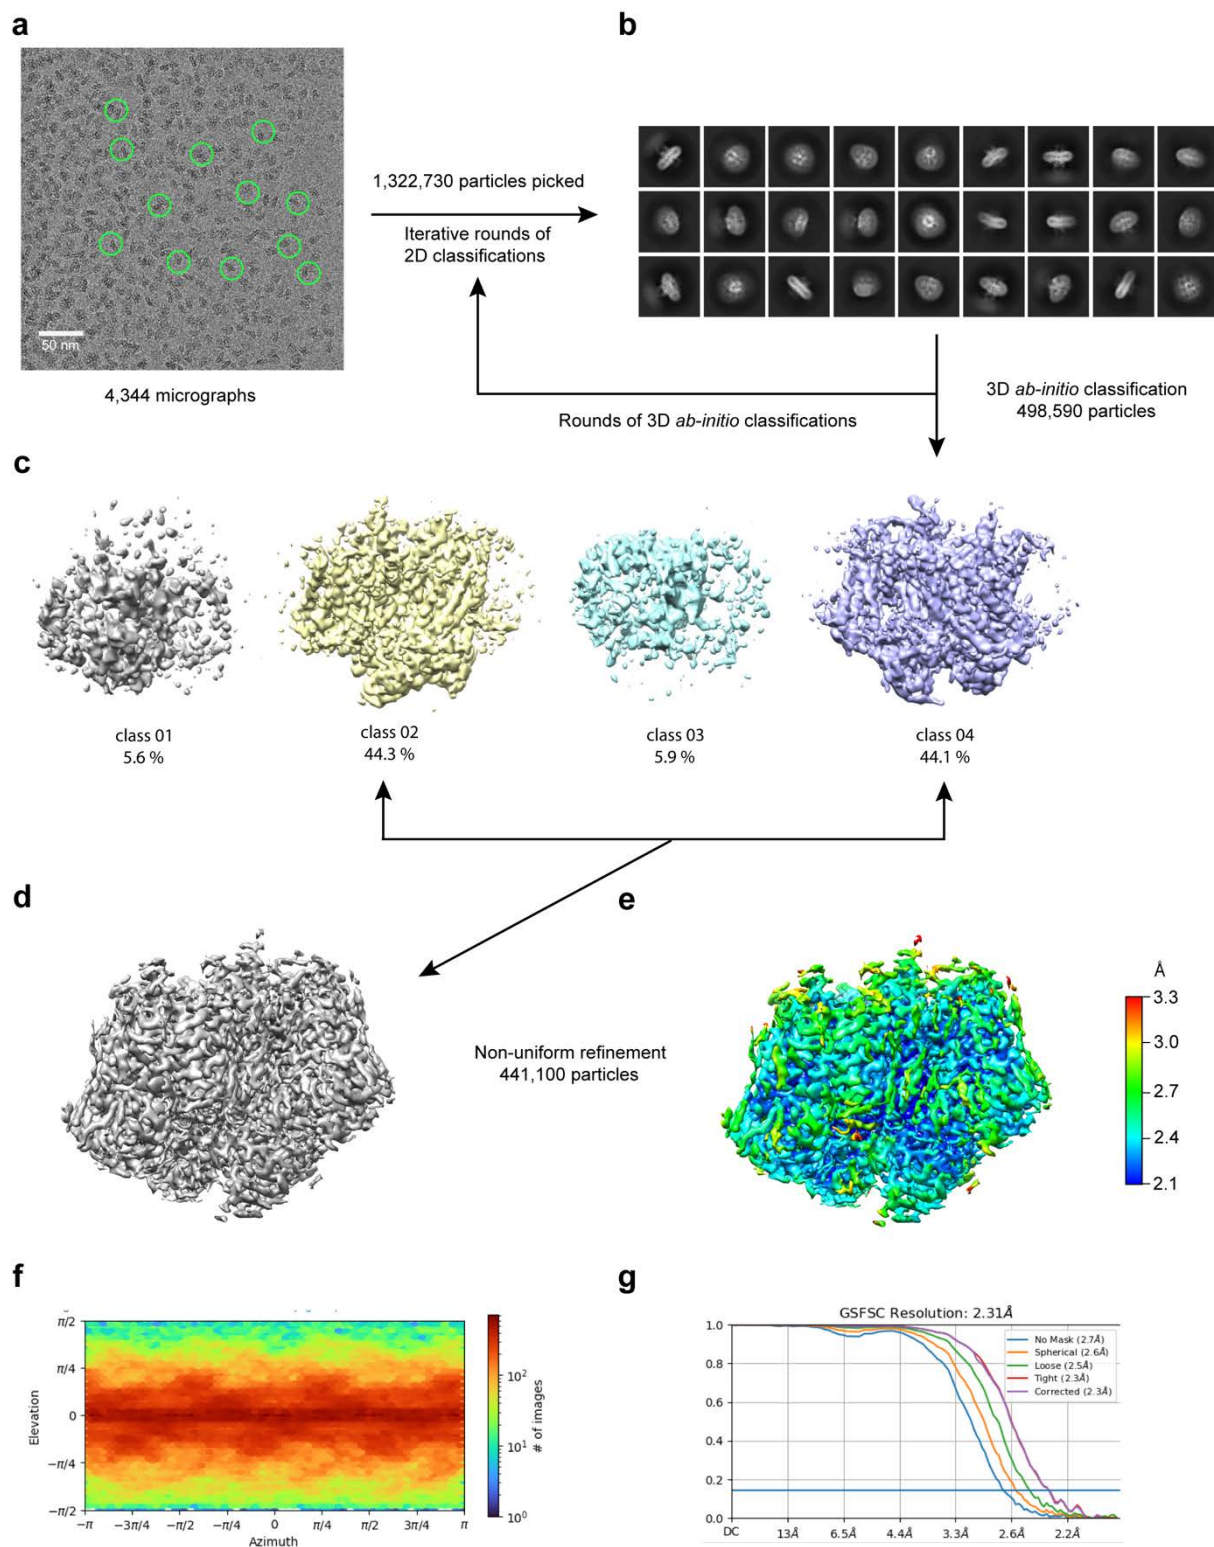 a
b
50 nm
4,344 micrographs
1,322,730 particles picked
Iterative rounds of
2D classifications
Rounds of 3D ab-initio classifications
3D ab-initio classification
498,590 particles
c
class 01
5.6 %
class 02
44.3 %
class 03
5.9 %
class 04
44.1 %
d
e
Non-uniform refinement
441,100 particles
Å
3.3
3.0
2.7
2.4
2.1
f
π/2
π/4
0
−π/4
−π/2
Elevation
−π
−3π/4
−π/2
−π/4
0
π/4
π/2
3π/4
π
Azimuth
10²
10¹
10⁰
# of images
g
GSFSC Resolution: 2.31Å
1.0
0.8
0.6
0.4
0.2
0.0
No Mask (2.7Å)
Spherical (2.6Å)
Loose (2.5Å)
Tight (2.3Å)
Corrected (2.3Å)
DC
13Å
6.5Å
4.4Å
3.3Å
2.6Å
2.2Å